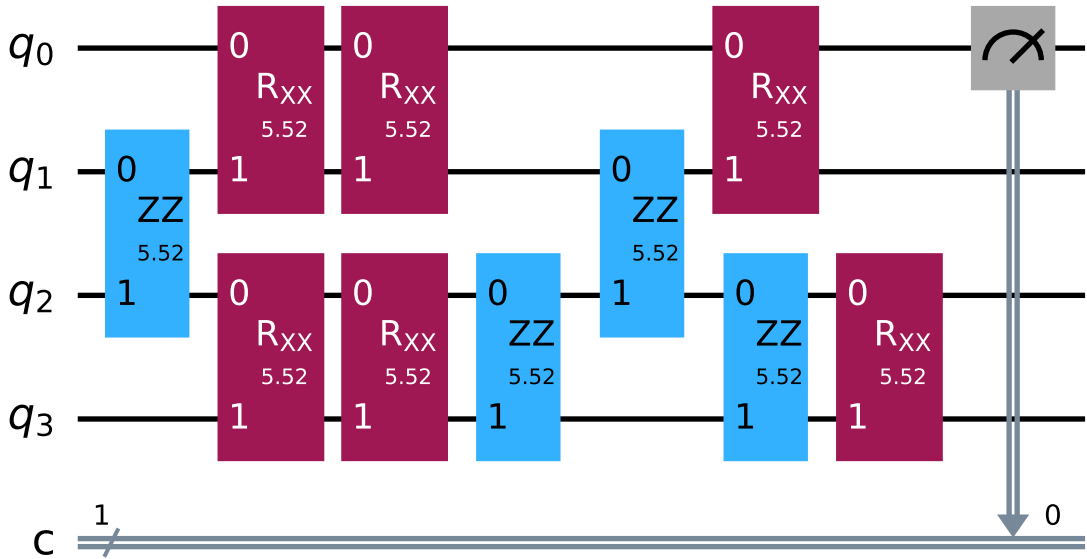 q0
0 0 0
RXX RXX RXX
5.52 5.52 5.52
q1
0 1 1 0 1
ZZ ZZ
5.52 5.52
q2
1 0 0 0 1 0 0
RXX RXX ZZ ZZ RXX
5.52 5.52 5.52 5.52 5.52
q3
1 1 1 1 1
1 0
c